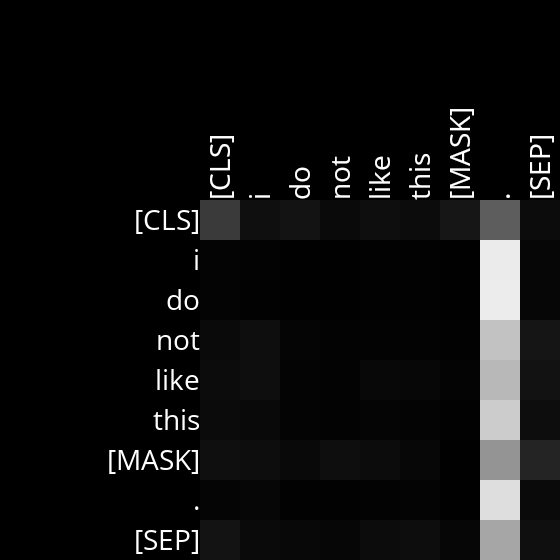 [CLS] i do not like this [MASK] . [SEP]
[CLS]
i
do
not
like
this
[MASK]
.
[SEP]